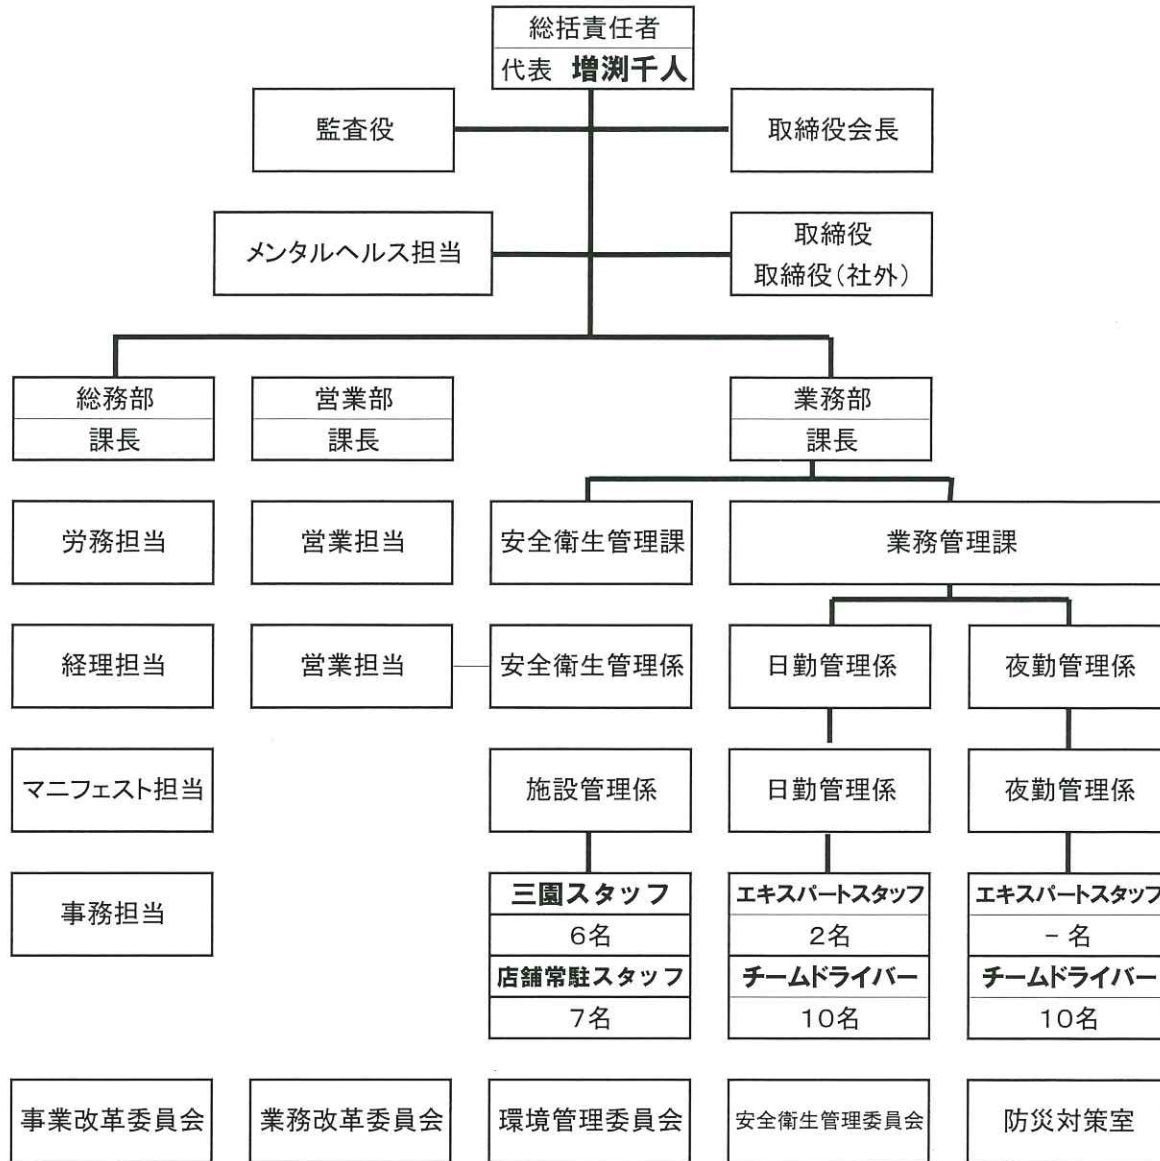 総括責任者
代表 増渕千人
監査役
取締役会長
メンタルヘルス担当
取締役
取締役(社外)
総務部
課長
営業部
課長
業務部
課長
労務担当
営業担当
安全衛生管理課
業務管理課
経理担当
営業担当
安全衛生管理係
日勤管理係
夜勤管理係
マニフェスト担当
施設管理係
日勤管理係
夜勤管理係
事務担当
三園スタッフ
6名
店舗常駐スタッフ
7名
エキスパートスタッフ
2名
チームドライバー
10名
エキスパートスタッフ
-名
チームドライバー
10名
事業改革委員会
業務改革委員会
環境管理委員会
安全衛生管理委員会
防災対策室